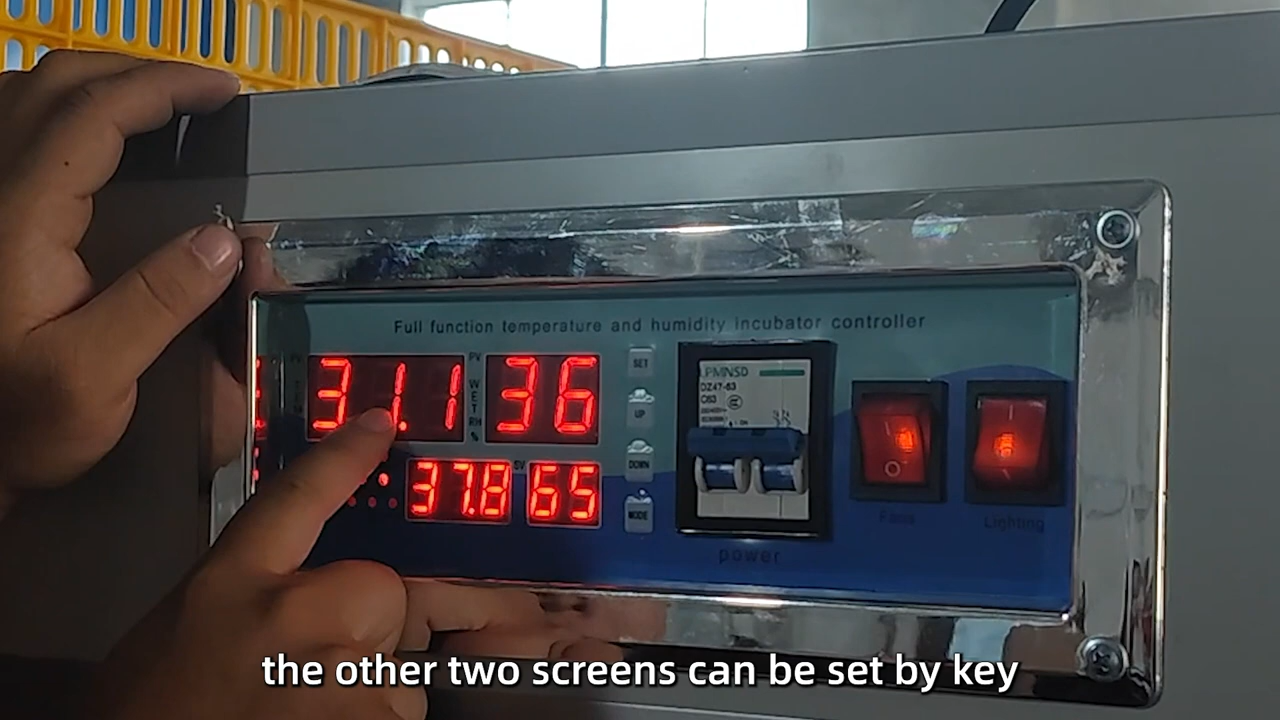 Full function temperature and humidity incubator controller
31.1
PV
WET RH %
36
SET
UP
DOWN
MODE
37.8
SV
65
PMNSD
DZ47-63
C63
power
Fans
Lighting
the other two screens can be set by key